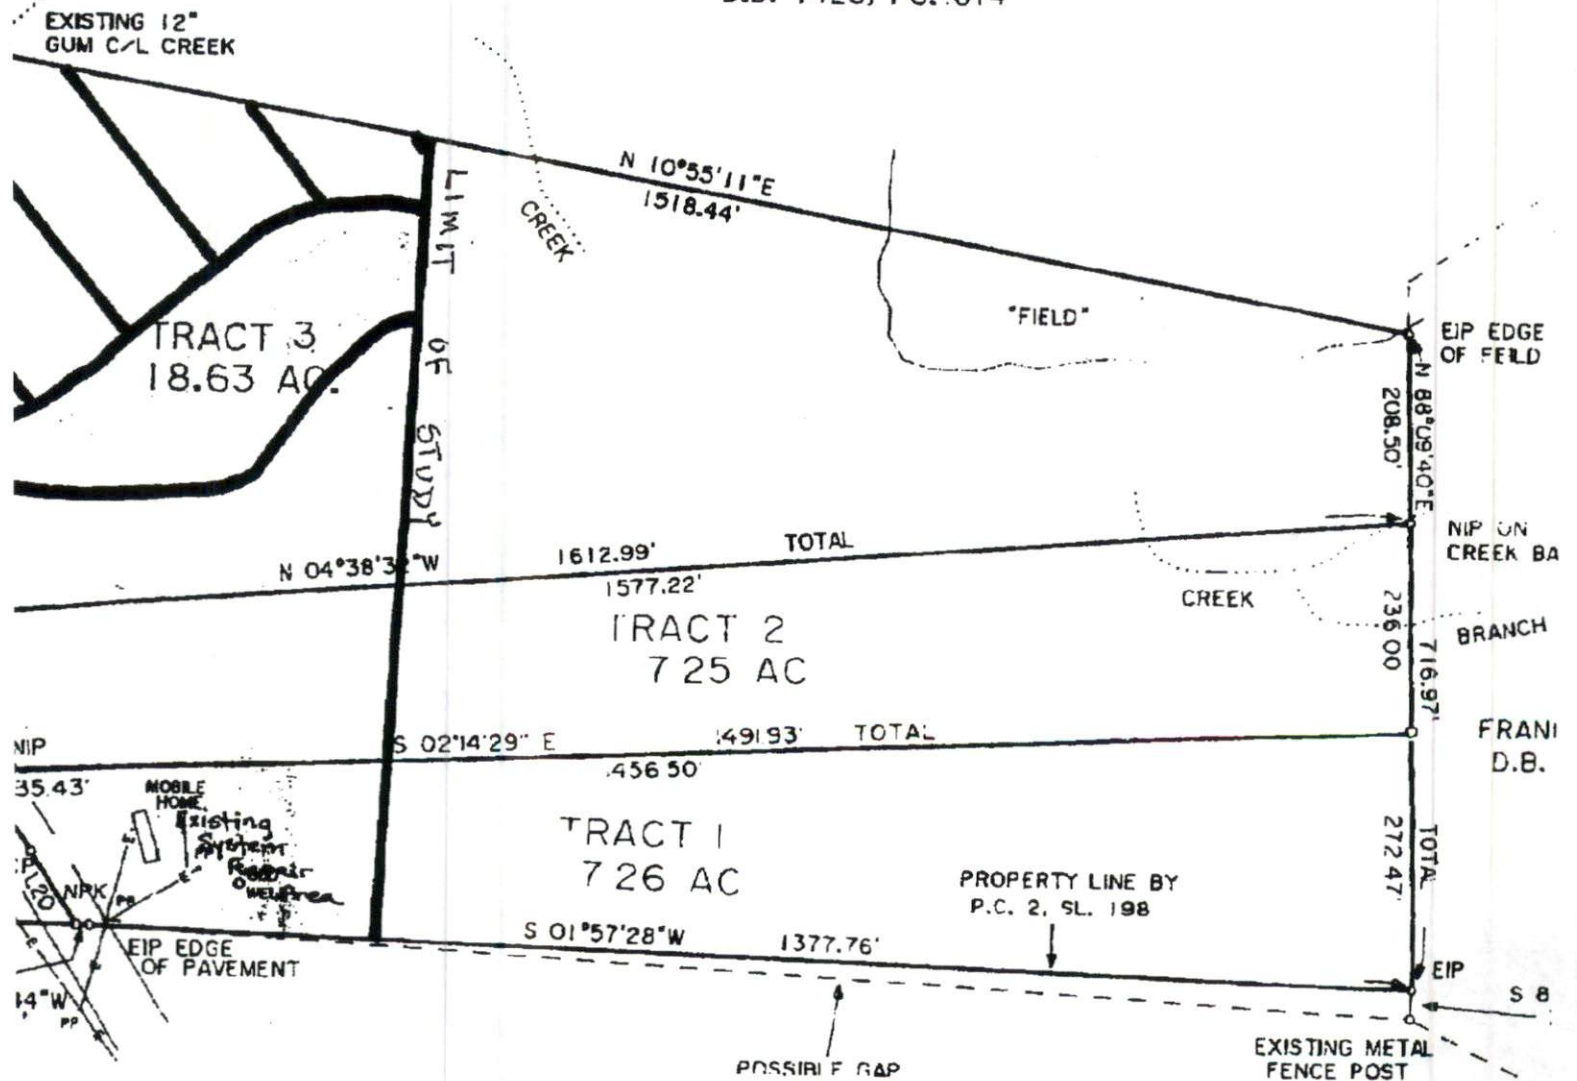 EXISTING 12"
GUM C/L CREEK
N 10°55'11"E
1518.44'
CREEK
LIMIT OF STUDY
"FIELD"
EIP EDGE
OF FEILD
N 88°09'40"E
208.50'
TRACT 3
18.63 AC.
NIP ON
CREEK BA
TOTAL
1612.99'
1577.22'
CREEK
TRACT 2
7 25 AC
236 00
BRANCH
716.97'
TOTAL
NIP
S 02°14'29" E
491.93'
TOTAL
456 50'
FRANI
D.B.
35.43'
MOBILE
HOME
Existing
System
Repair
Area
TRACT 1
7 26 AC
272 47'
NPK
PROPERTY LINE BY
P.C. 2, SL. 198
EIP EDGE
OF PAVEMENT
S 01°57'28"W
1377.76'
EIP
S 8
14"W
PP
POSSIBLE GAP
EXISTING METAL
FENCE POST